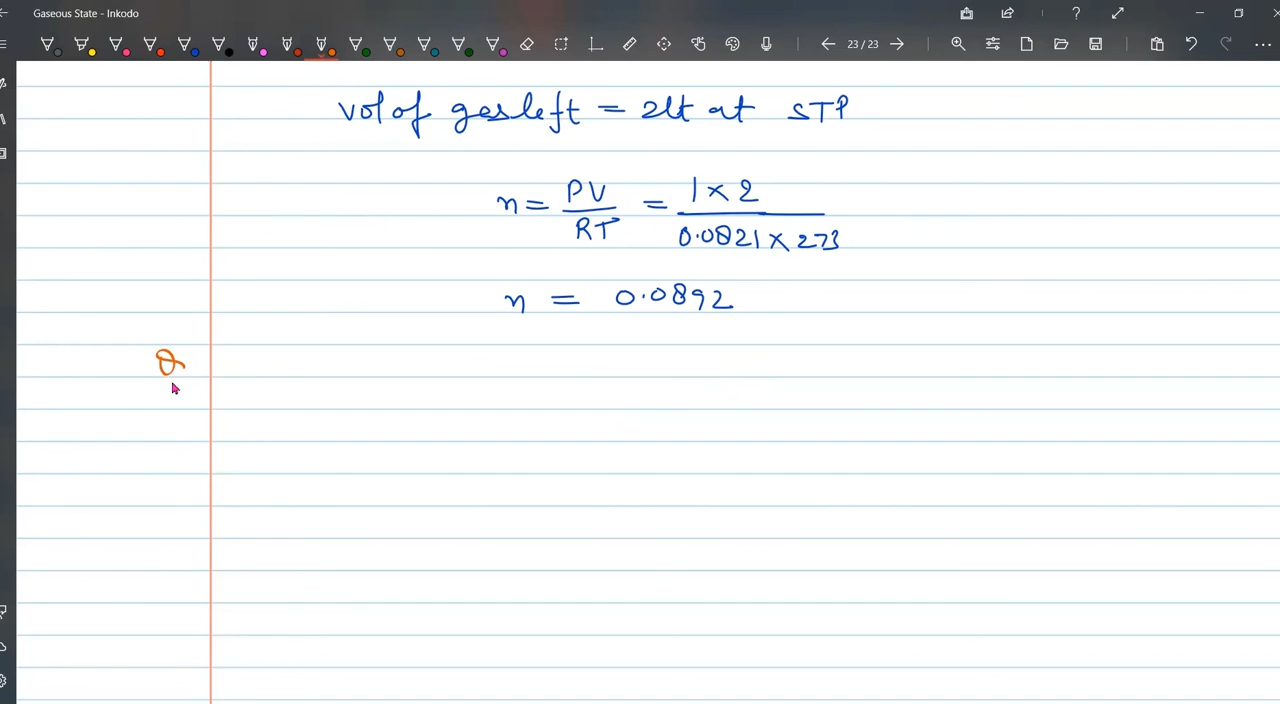 Gaseous State - Inkodo
23 / 23
vol of gas left = 2lt at STP
n = PV/RT = 1 × 2/0.0821 × 273
n = 0.0892
Q